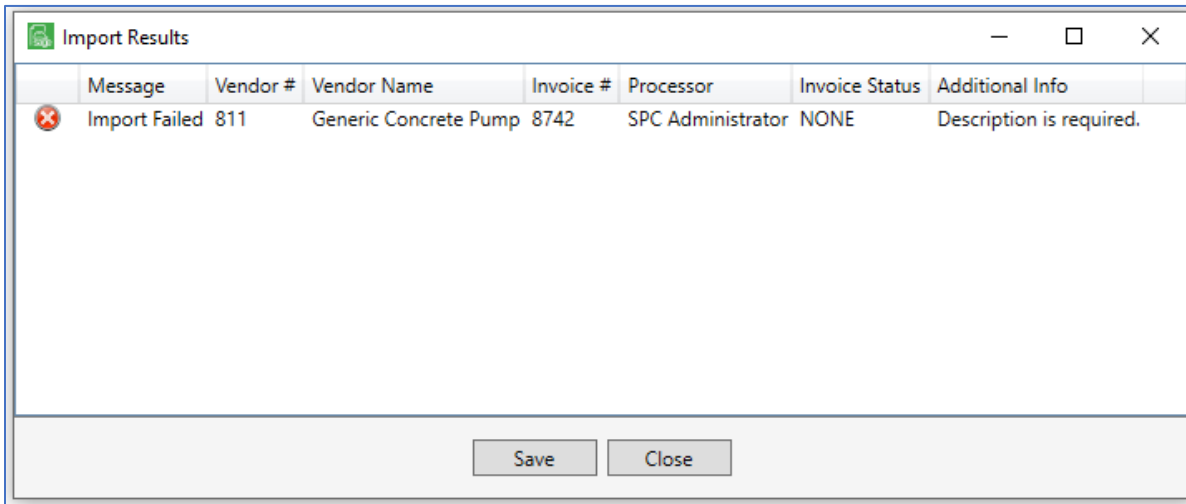 Import Results
Message Vendor # Vendor Name Invoice # Processor Invoice Status Additional Info
Import Failed 811 Generic Concrete Pump 8742 SPC Administrator NONE Description is required.
Save Close